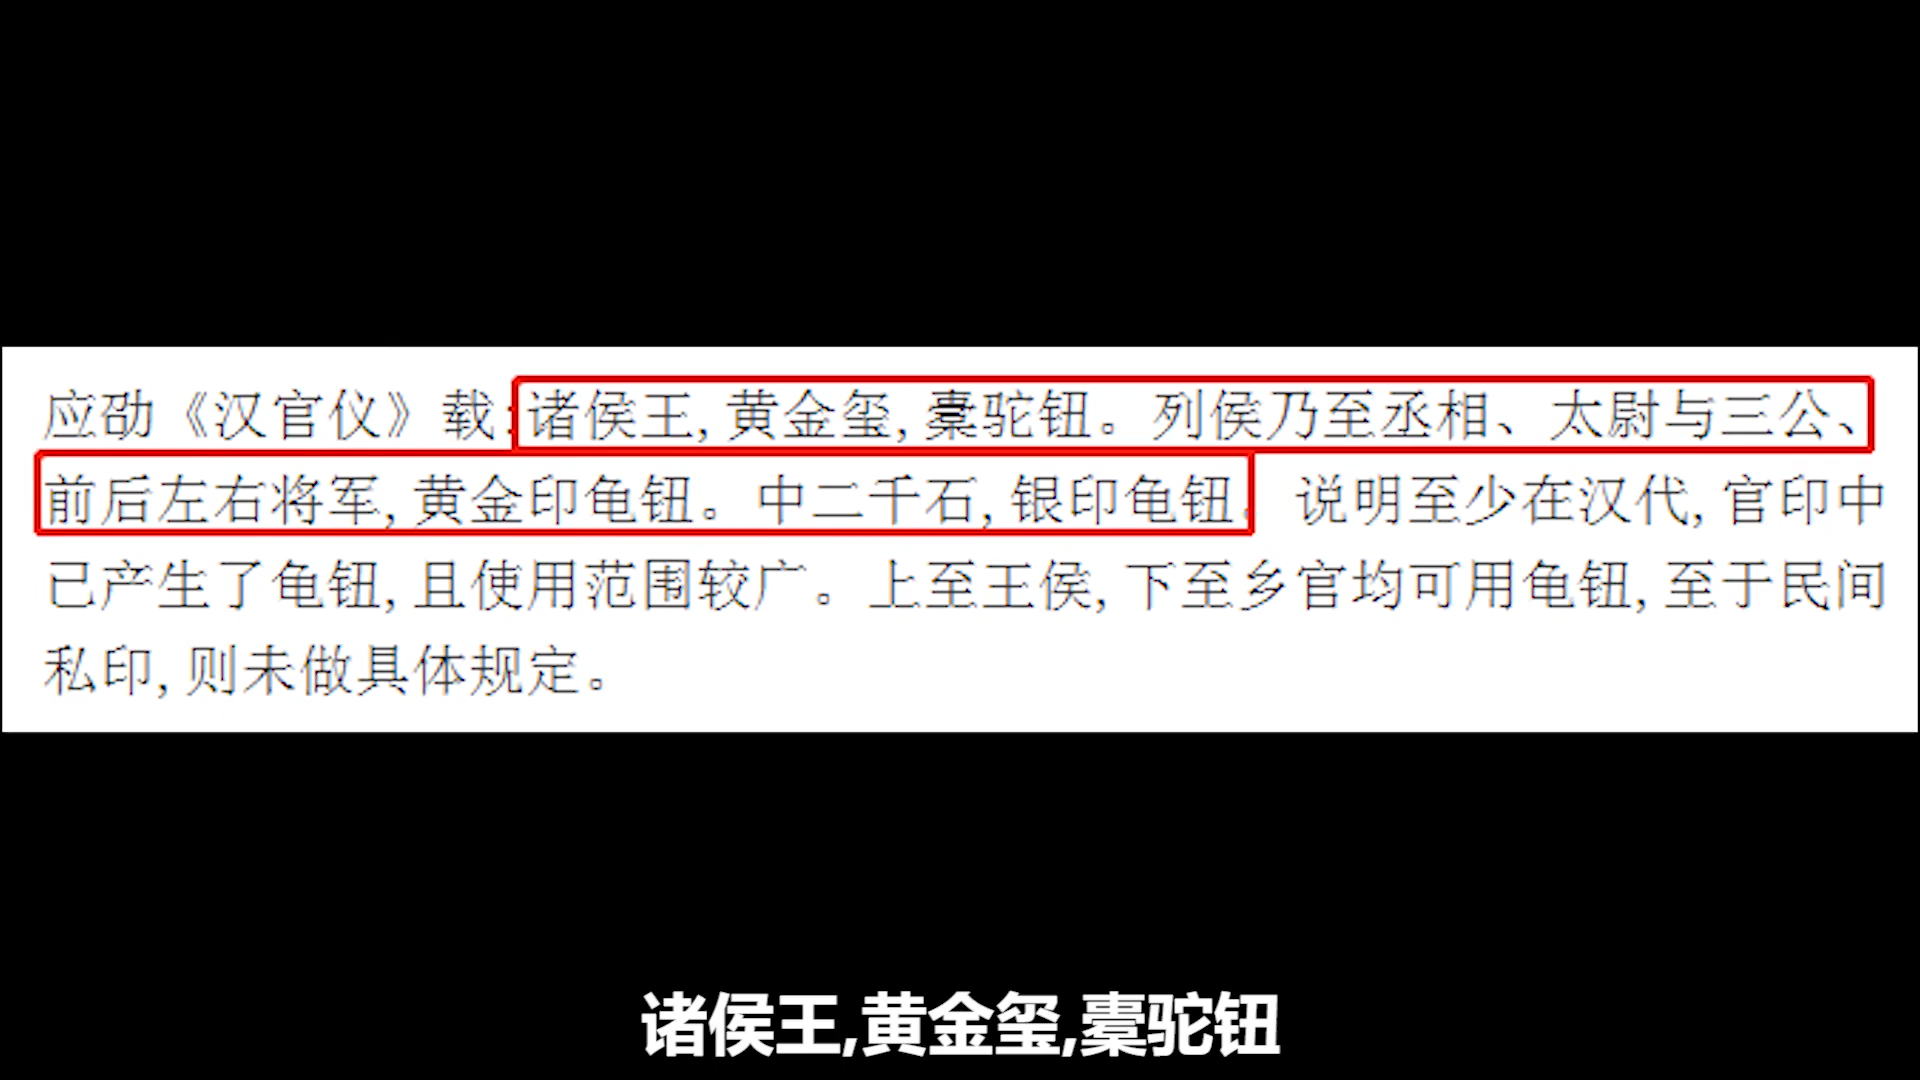 应劭《汉官仪》载:诸侯王,黄金玺,橐驼钮。列侯乃至丞相、太尉与三公、
前后左右将军,黄金印龟钮。中二千石,银印龟钮。说明至少在汉代,官印中
已产生了龟钮,且使用范围较广。上至王侯,下至乡官均可用龟钮,至于民间
私印,则未做具体规定。
诸侯王,黄金玺,橐驼钮